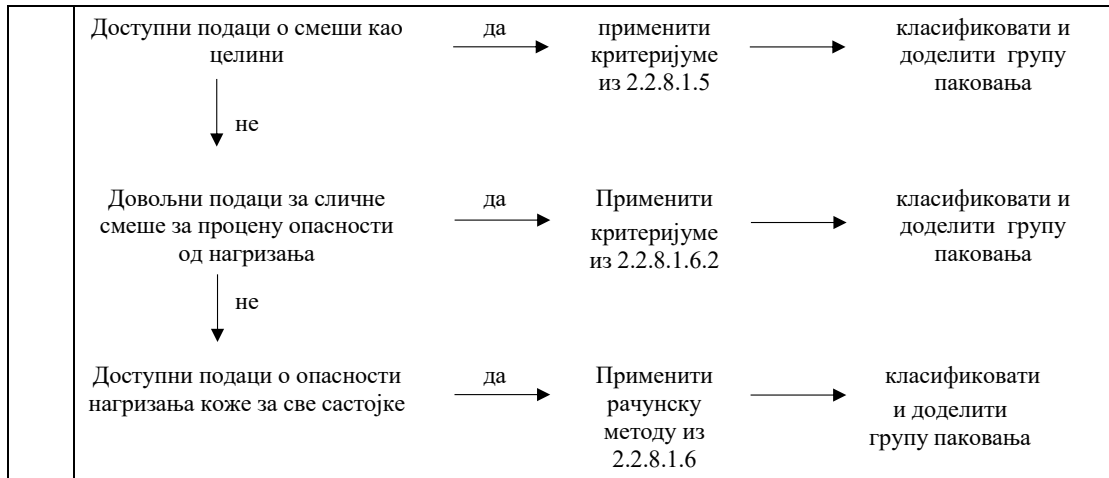 Доступни подаци о смеши као
целини
да
применити
критеријуме
из 2.2.8.1.5
класификовати и
доделити групу
паковања
не
Довољни подаци за сличне
смеше за процену опасности
од нагризања
да
Применити
критеријуме
из 2.2.8.1.6.2
класификовати и
доделити групу
паковања
не
Доступни подаци о опасности
нагризања коже за све састојке
да
Применити
рачунску
методу из
2.2.8.1.6
класификовати
и доделити
групу паковања